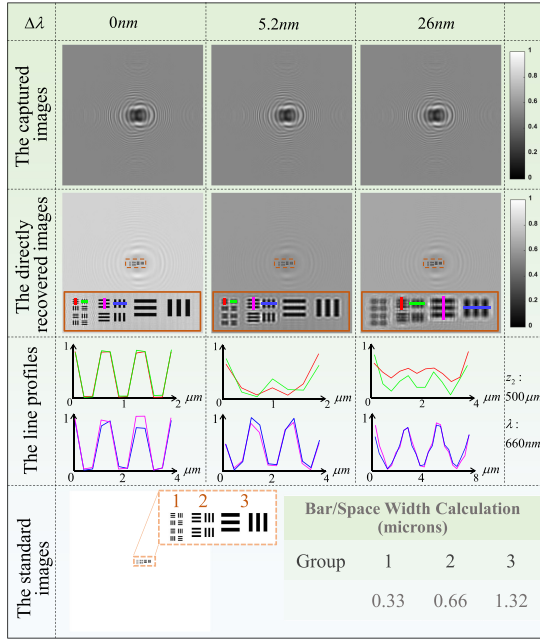 Δλ 0nm 5.2nm 26nm
The captured images
1
0.8
0.6
0.4
0.2
0
The directly recovered images
1
0.8
0.6
0.4
0.2
0
The line profiles
1 1 1
0 1 2 μm 0 1 2 μm 0 2 4 μm
z₂:
500μm
1 1 1
λ:
660nm
0 2 4 μm 0 2 4 μm 0 4 8 μm
The standard images
1 2 3
Bar/Space Width Calculation
(microns)
Group 1 2 3
0.33 0.66 1.32